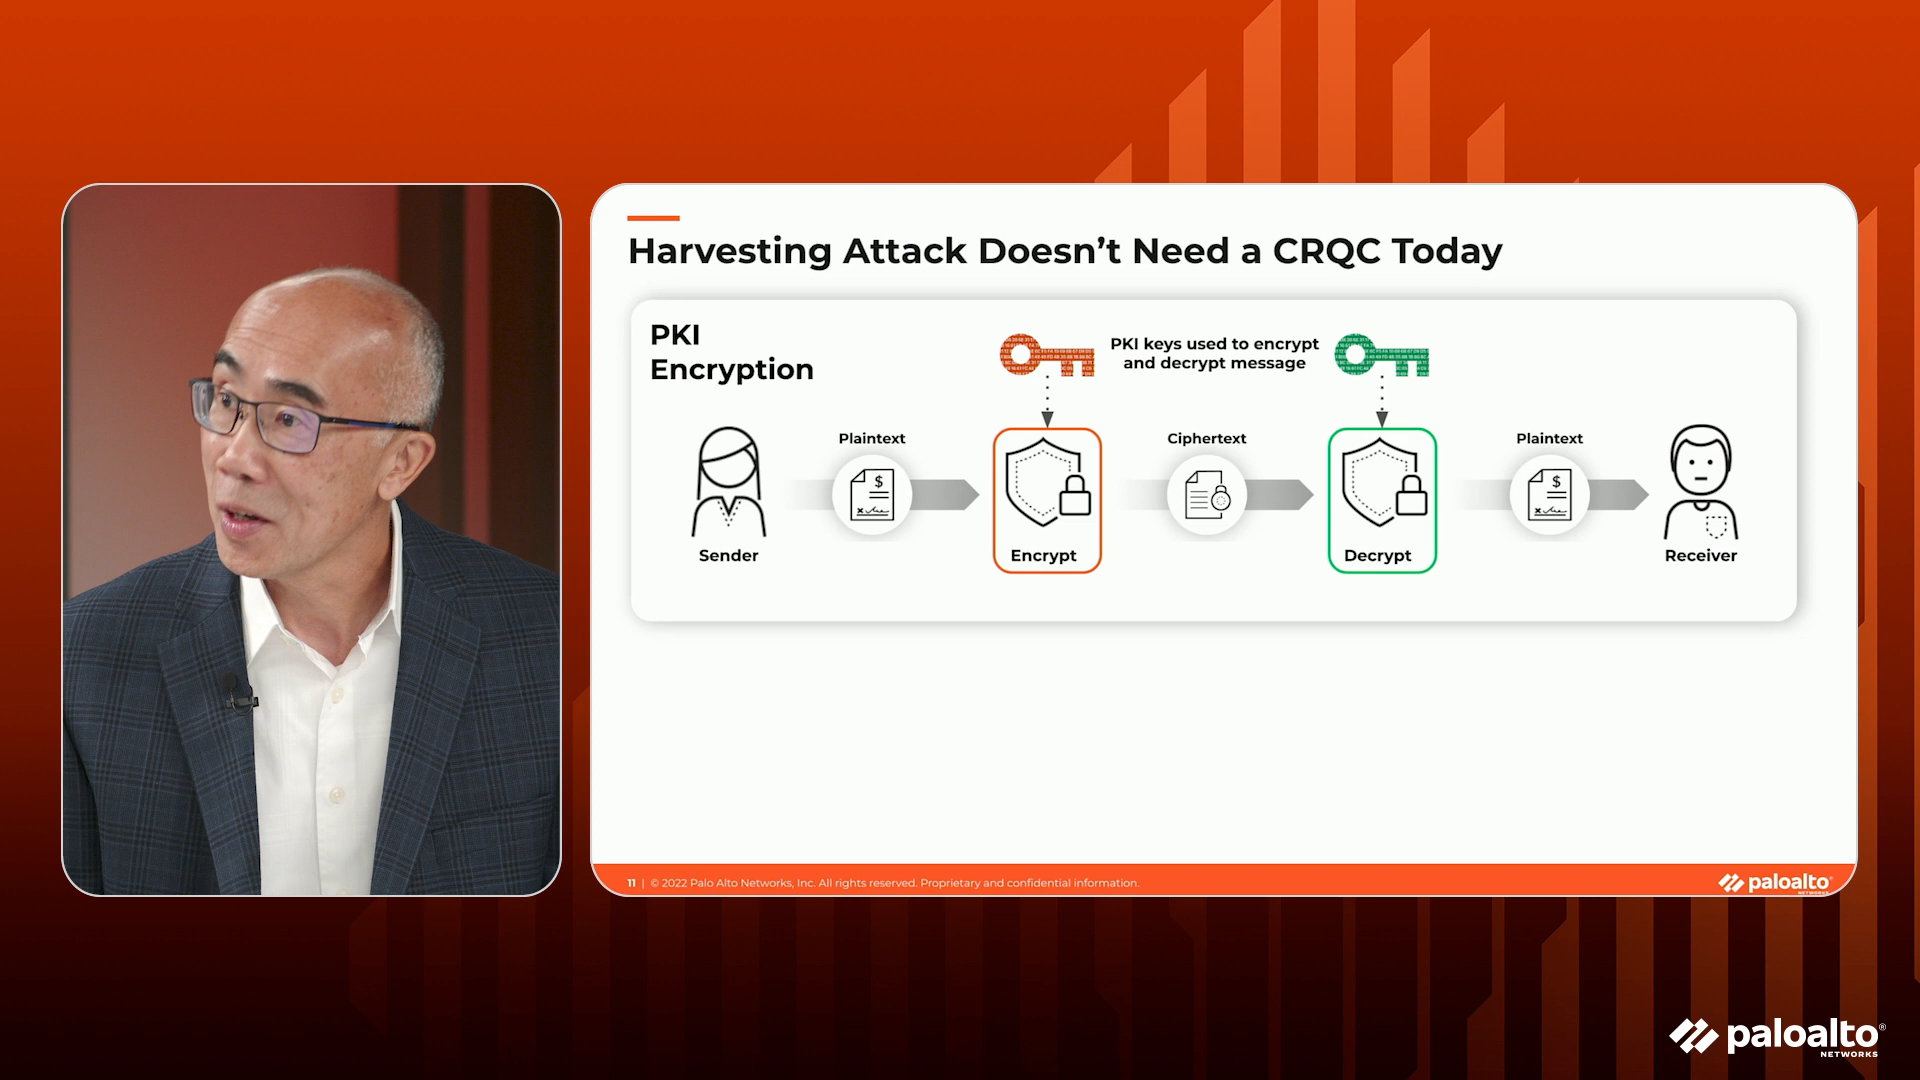 Harvesting Attack Doesn’t Need a CRQC Today
PKI
Encryption
PKI keys used to encrypt
and decrypt message
Plaintext
Ciphertext
Plaintext
Sender
Encrypt
Decrypt
Receiver
11 | © 2022 Palo Alto Networks, Inc. All rights reserved. Proprietary and confidential information.
paloalto®
NETWORKS
paloalto®
NETWORKS